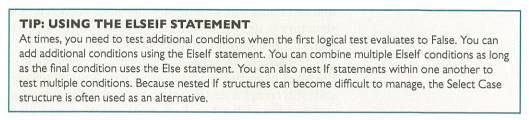 TIP: USING THE ELSEIF STATEMENT
At times, you need to test additional conditions when the first logical test evaluates to False. You can
add additional conditions using the ElseIf statement. You can combine multiple ElseIf conditions as long
as the final condition uses the Else statement. You can also nest If statements within one another to
test multiple conditions. Because nested If structures can become difficult to manage, the Select Case
structure is often used as an alternative.